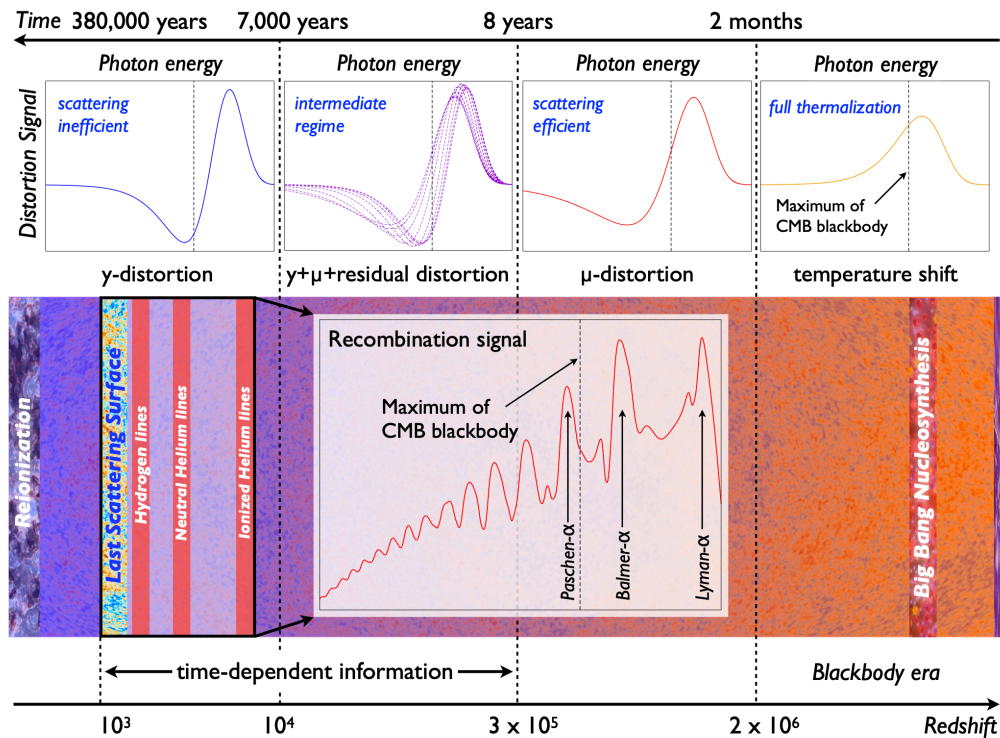 Time 380,000 years 7,000 years 8 years 2 months
Photon energy Photon energy Photon energy Photon energy
Distortion Signal
scattering
inefficient
intermediate
regime
scattering
efficient
full thermalization
Maximum of
CMB blackbody
y-distortion y+μ+residual distortion μ-distortion temperature shift
Reionization
Last Scattering Surface
Hydrogen lines
Neutral Helium lines
Ionized Helium lines
Recombination signal
Maximum of
CMB blackbody
Paschen-α
Balmer-α
Lyman-α
Big Bang Nucleosynthesis
time-dependent information Blackbody era
10³ 10⁴ 3 x 10⁵ 2 x 10⁶ Redshift